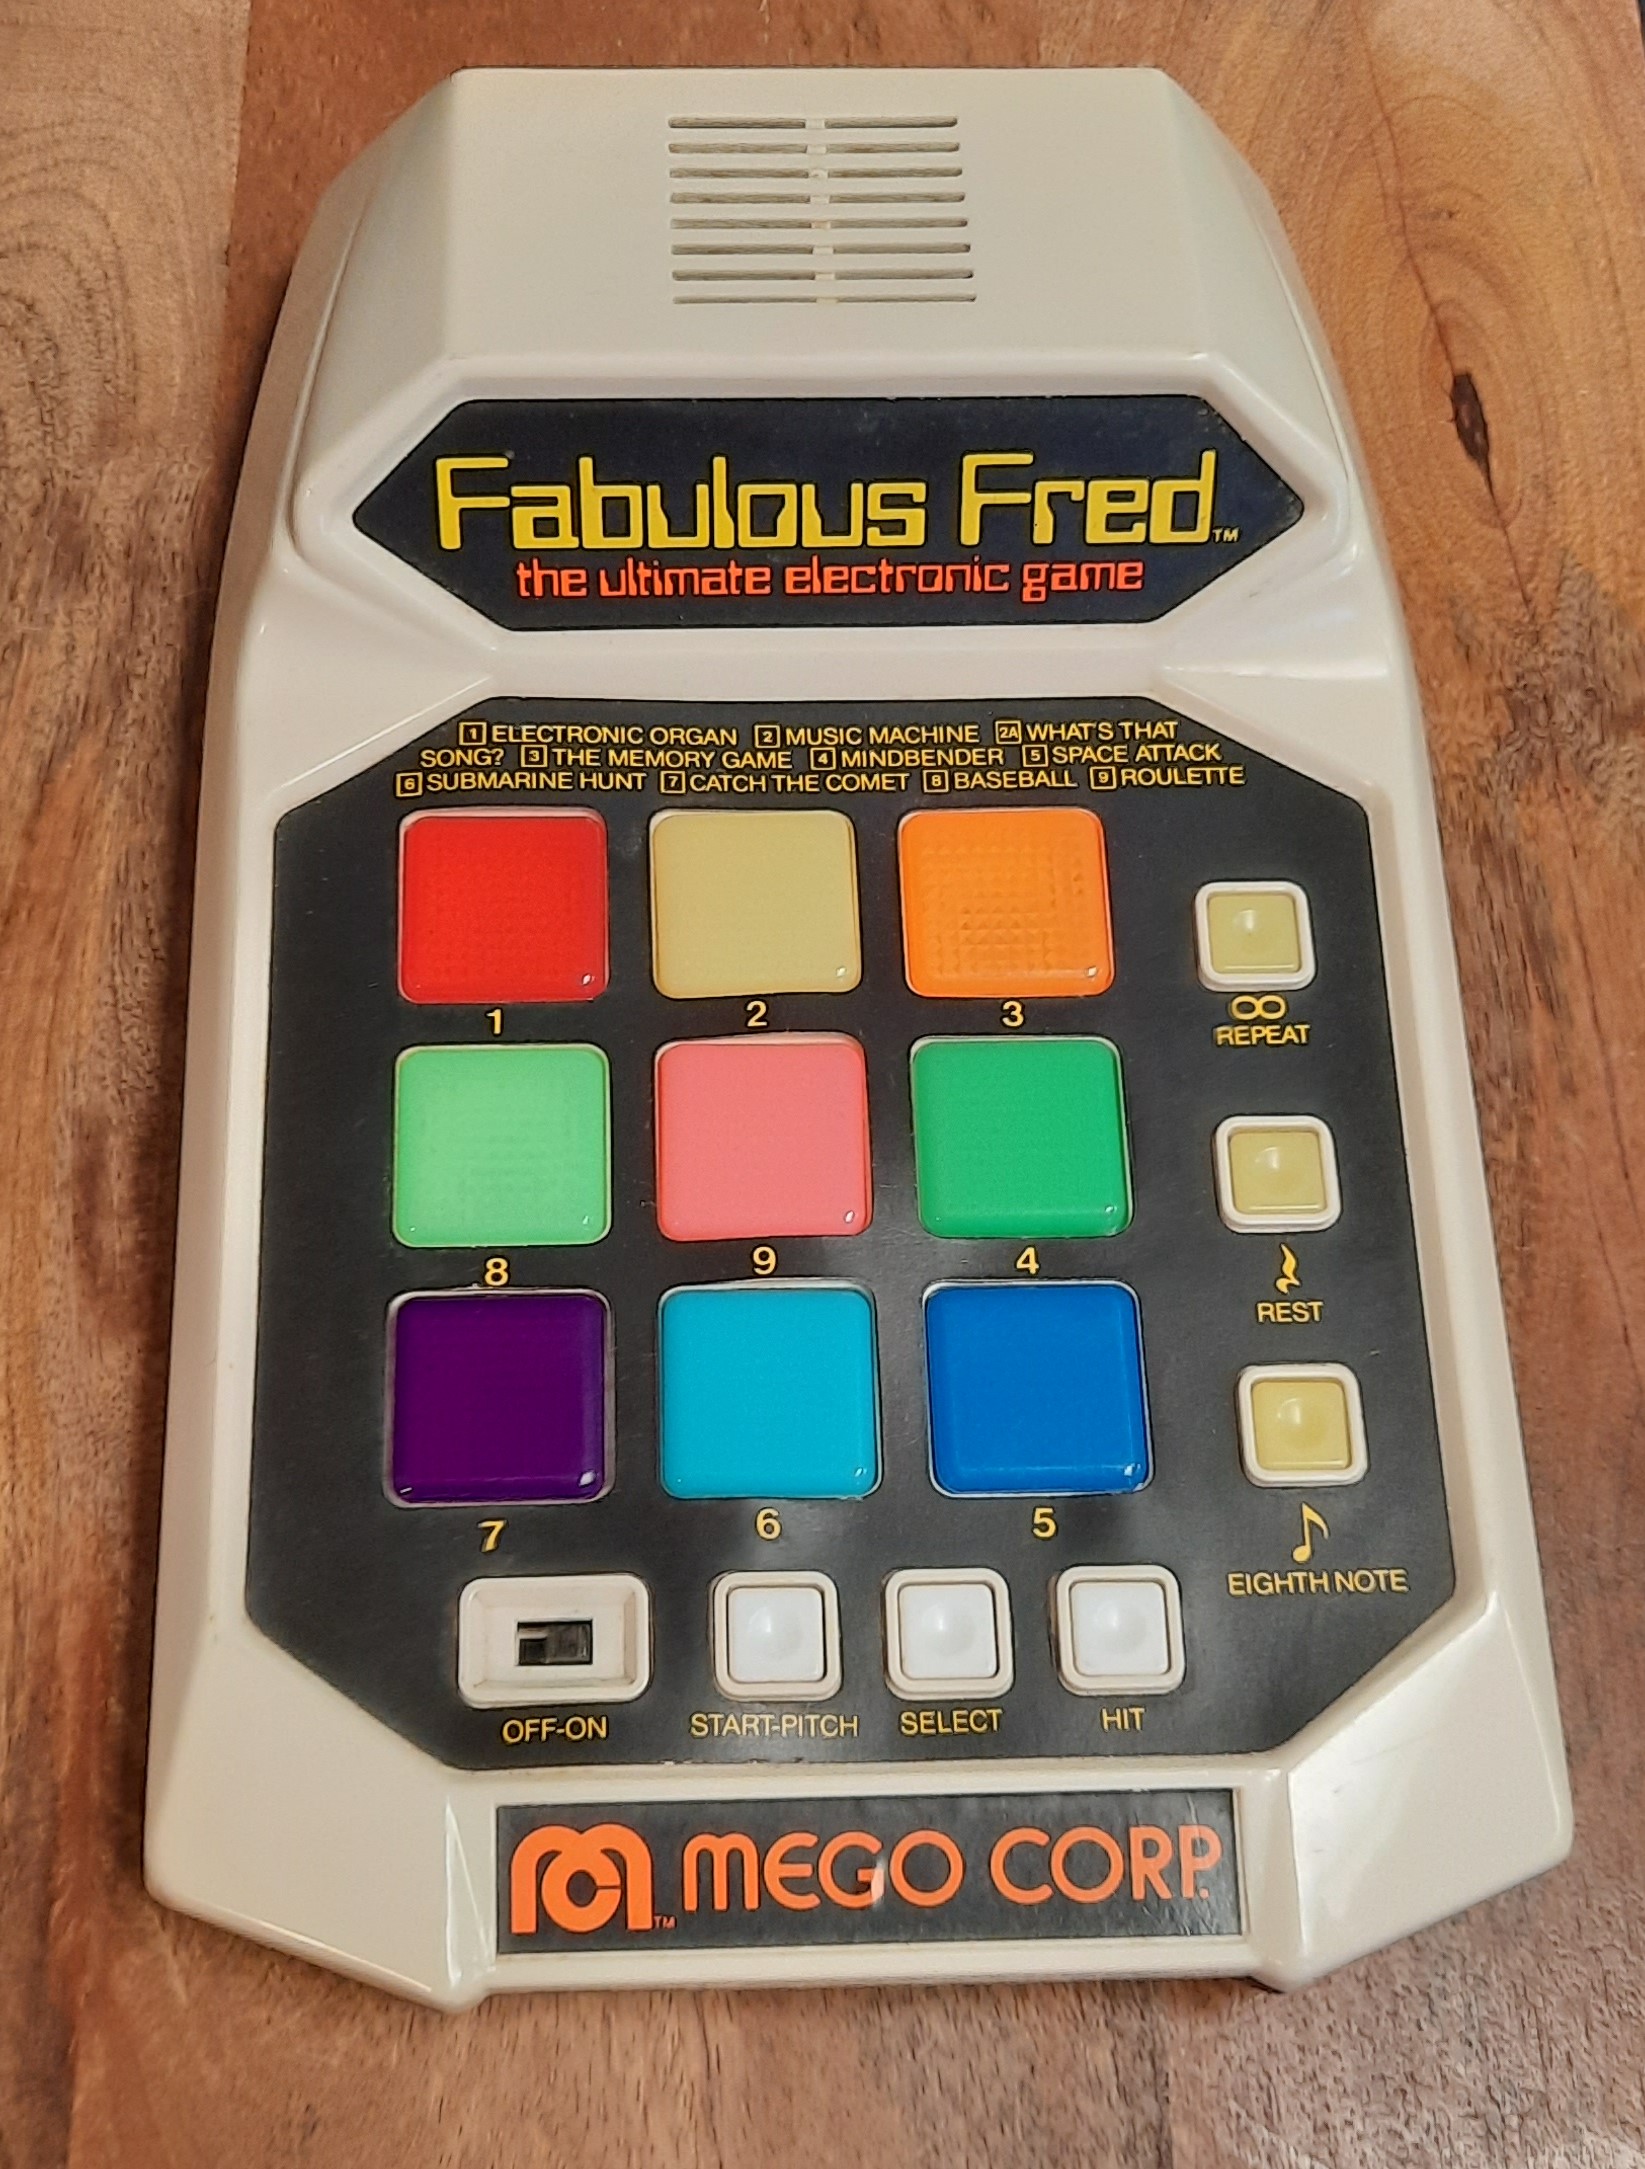 Fabulous Fred™
the ultimate electronic game
1 ELECTRONIC ORGAN 2 MUSIC MACHINE 2A WHAT'S THAT
SONG? 3 THE MEMORY GAME 4 MINDBENDER 5 SPACE ATTACK
6 SUBMARINE HUNT 7 CATCH THE COMET 8 BASEBALL 9 ROULETTE
1 2 3
∞
REPEAT
8 9 4
REST
7 6 5
♪
EIGHTH NOTE
OFF-ON START-PITCH SELECT HIT
mc™ MEGO CORP.